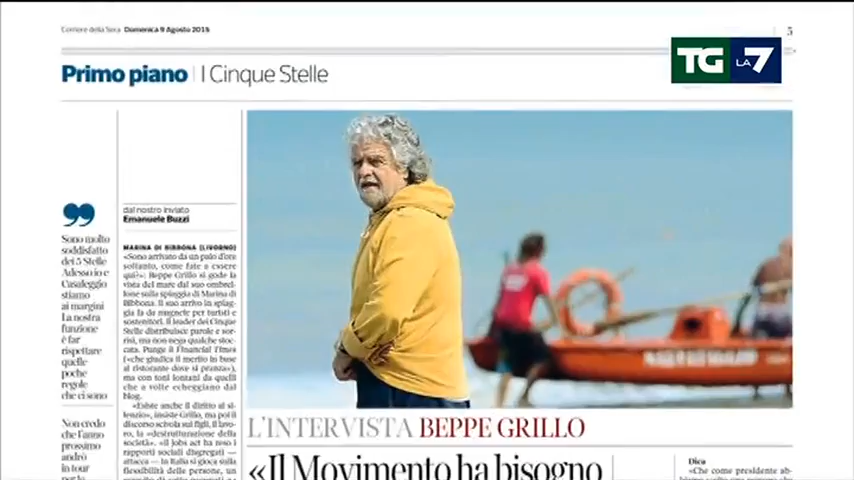 Corriere della Sera Domenica 9 Agosto 2015
5
TG LA 7
Primo piano | I Cinque Stelle
Sono molto
soddisfatto
dei 5 Stelle
Adesso io e
Casaleggio
stiamo
ai margini
La nostra
funzione
è far
rispettare
quelle
poche
regole
che ci sono
Non credo
che l'anno
prossimo
andrò
in tour
per la
dal nostro inviato
Emanuele Buzzi
MARINA DI BIBBONA (LIVORNO)
«Sono arrivato da un paio d'ore
soltanto, come fate a essere
qui?»: Beppe Grillo si gode la
vista del mare dal suo ombrel-
lone sulla spiaggia di Marina di
Bibbona. Il suo arrivo in spiag-
gia fa da magnete per turisti e
sostenitori. Il leader dei Cinque
Stelle distribuisce parole e sor-
risi, ma non nega qualche stoc-
cata. Punge il Financial Times
(«che giudica il merito in base
al ristorante dove si pranza»),
ma con toni lontani da quelli
che a volte echeggiano dal
blog.
«Esiste anche il diritto al si-
lenzio», insiste Grillo, ma poi il
discorso scivola sui figli, il lavo-
ro, la «destrutturazione della
società». «Il Jobs act ha reso i
rapporti sociali disgregati —
attacca — In Italia si gioca sulla
flessibilità delle persone, un
L'INTERVISTA BEPPE GRILLO
«Il Movimento ha bisogno
Dica
«Che come presidente ab-